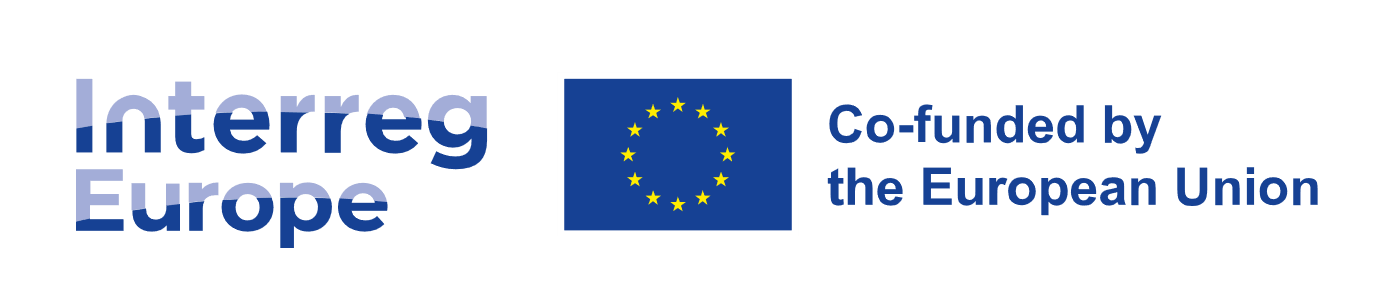 Interreg
Europe
Co-funded by
the European Union